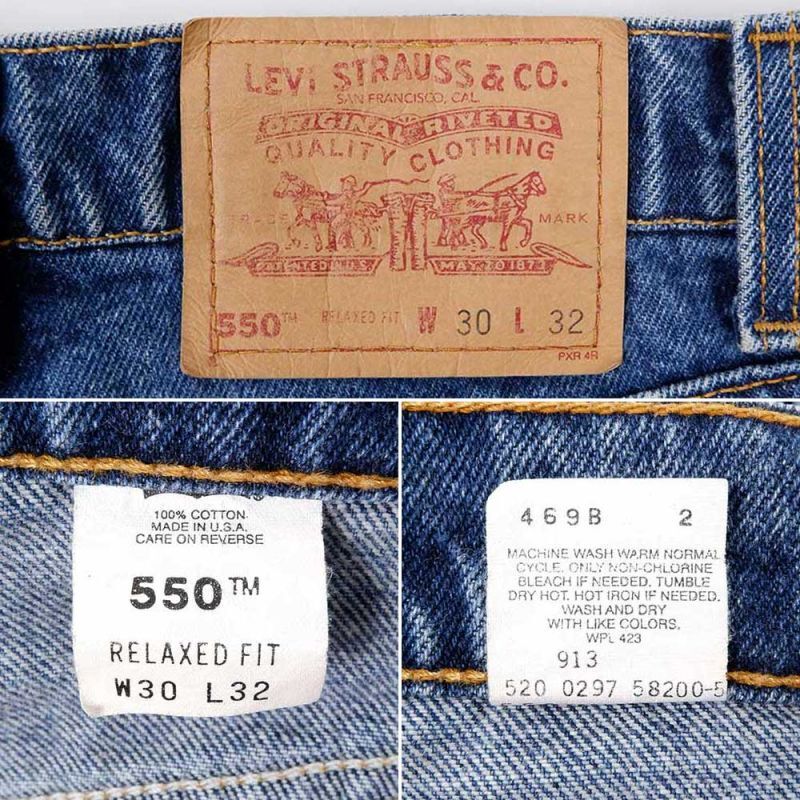 LEVI STRAUSS & CO.
SAN FRANCISCO, CAL.
ORIGINAL RIVETED
QUALITY CLOTHING
TRADE MARK
PATENTED IN U.S. MAY 20 1873
550™ RELAXED FIT W 30 L 32
PXR 4R
100% COTTON
MADE IN U.S.A.
CARE ON REVERSE
550™
RELAXED FIT
W30 L32
469B 2
MACHINE WASH WARM NORMAL
CYCLE. ONLY NON-CHLORINE
BLEACH IF NEEDED. TUMBLE
DRY HOT. HOT IRON IF NEEDED.
WASH AND DRY
WITH LIKE COLORS.
WPL 423
913
520 0297 58200-5